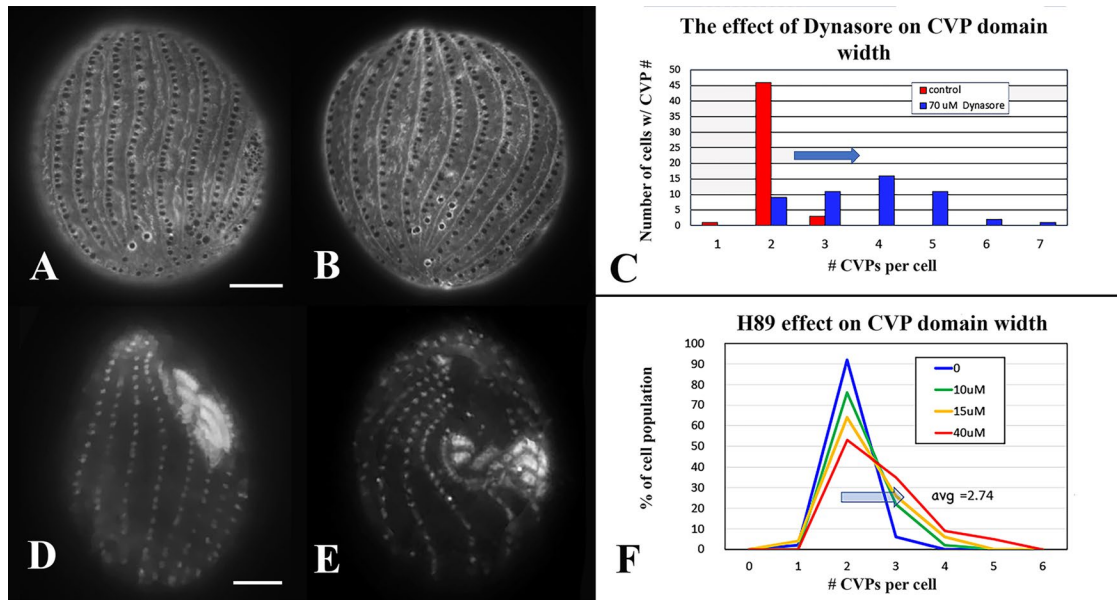 A
B
The effect of Dynasore on CVP domain
width
Number of cells w/ CVP #
50
45
40
35
30
25
20
15
10
5
0
control
70 uM Dynasore
1 2 3 4 5 6 7
# CVPs per cell
C
D
E
H89 effect on CVP domain width
% of cell population
100
90
80
70
60
50
40
30
20
10
0
0
10uM
15uM
40uM
avg =2.74
0 1 2 3 4 5 6
# CVPs per cell
F